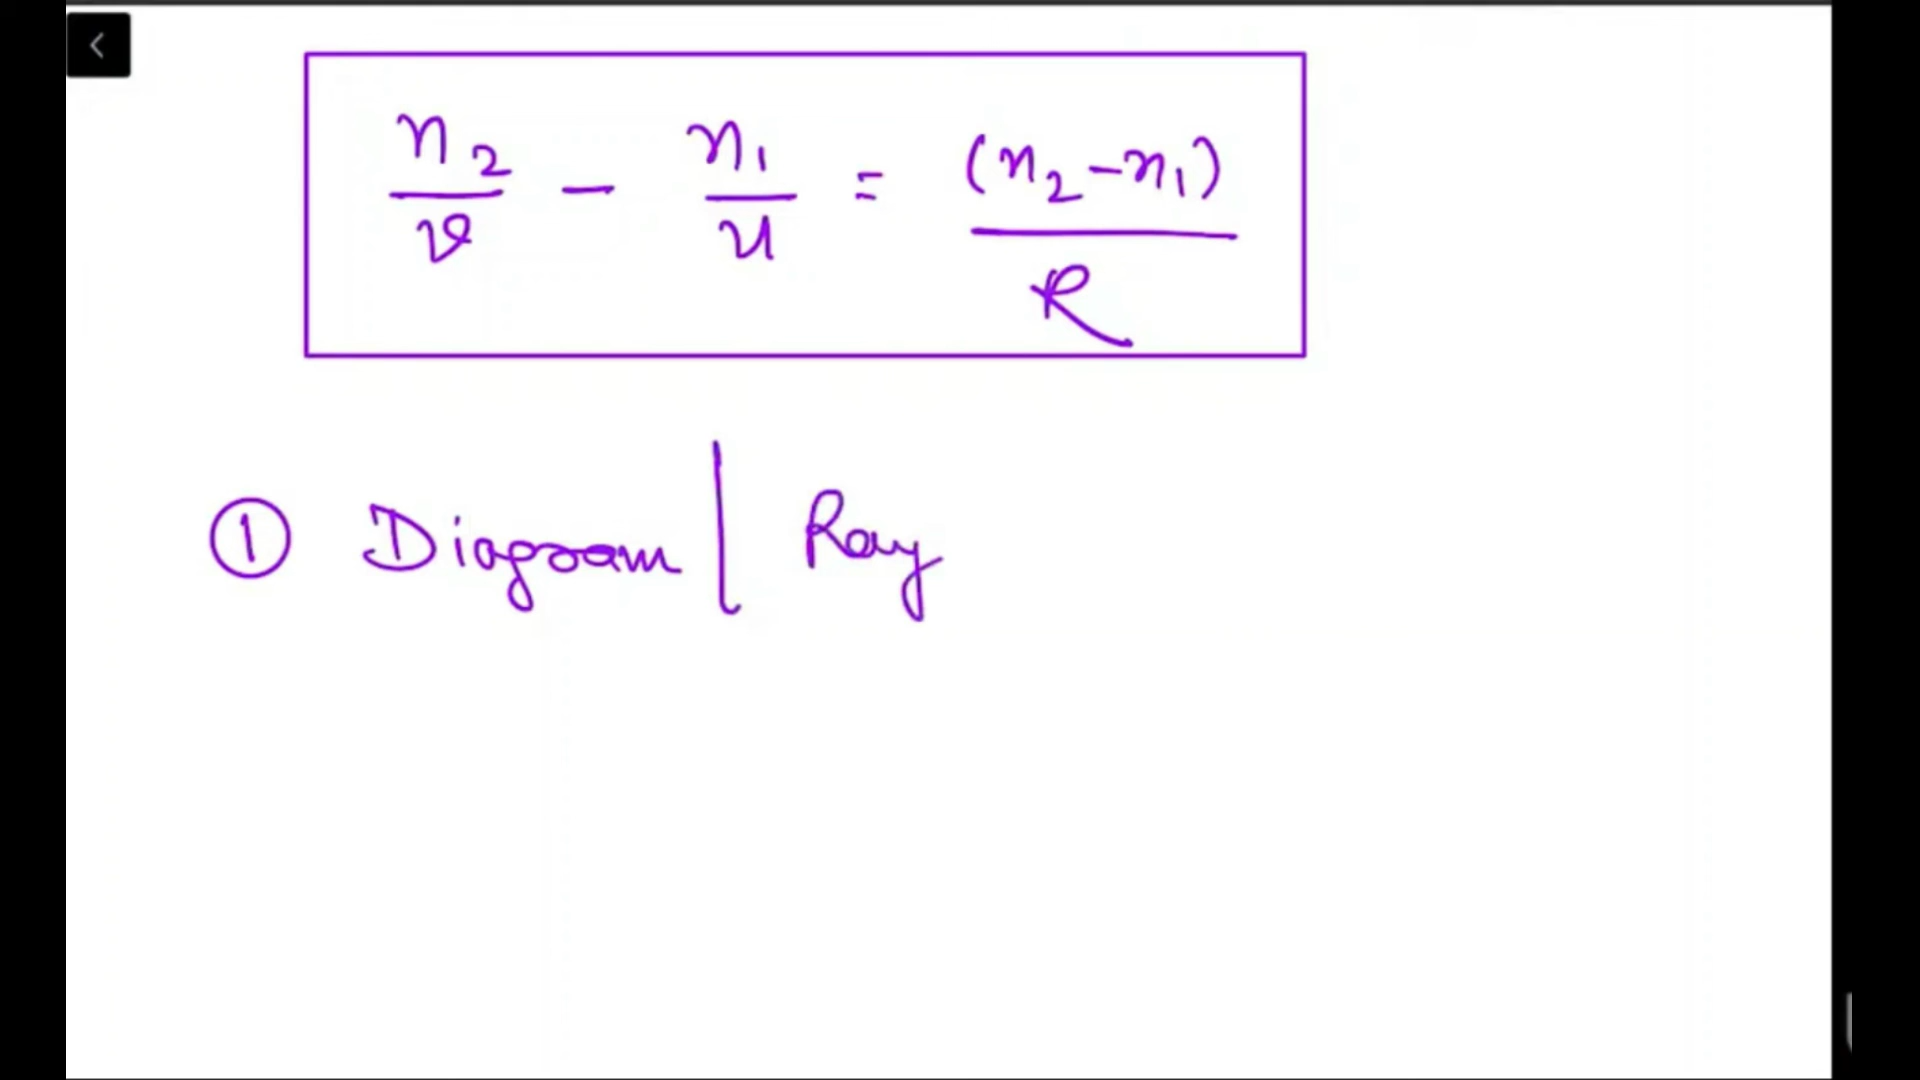 n₂/v - n₁/u = (n₂-n₁)/R
① Diagram | Ray